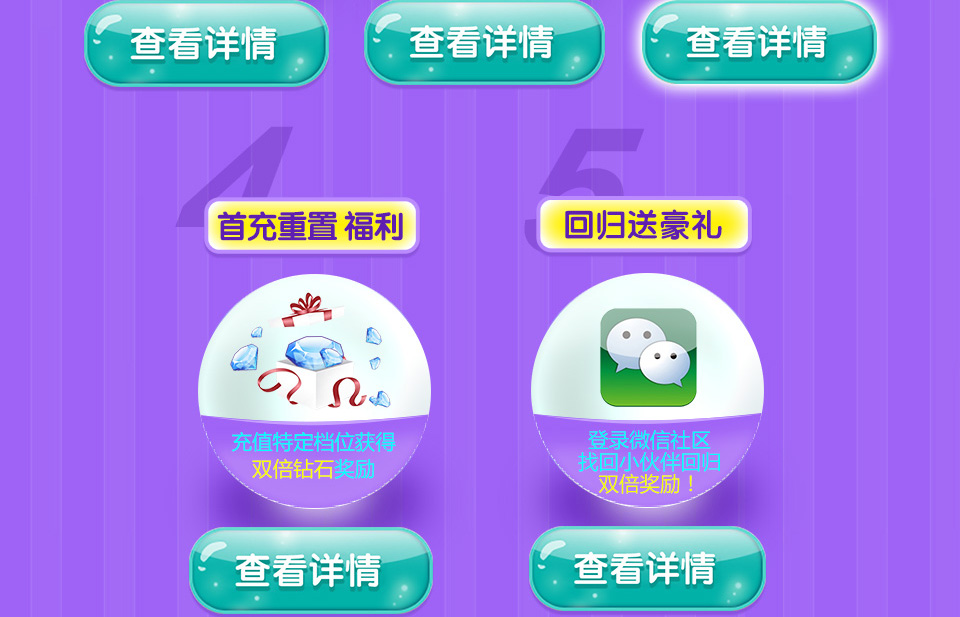 查看详情
查看详情
查看详情
4
5
首充重置 福利
回归送豪礼
充值特定档位获得
双倍钻石奖励
登录微信社区
找回小伙伴回归
双倍奖励！
查看详情
查看详情